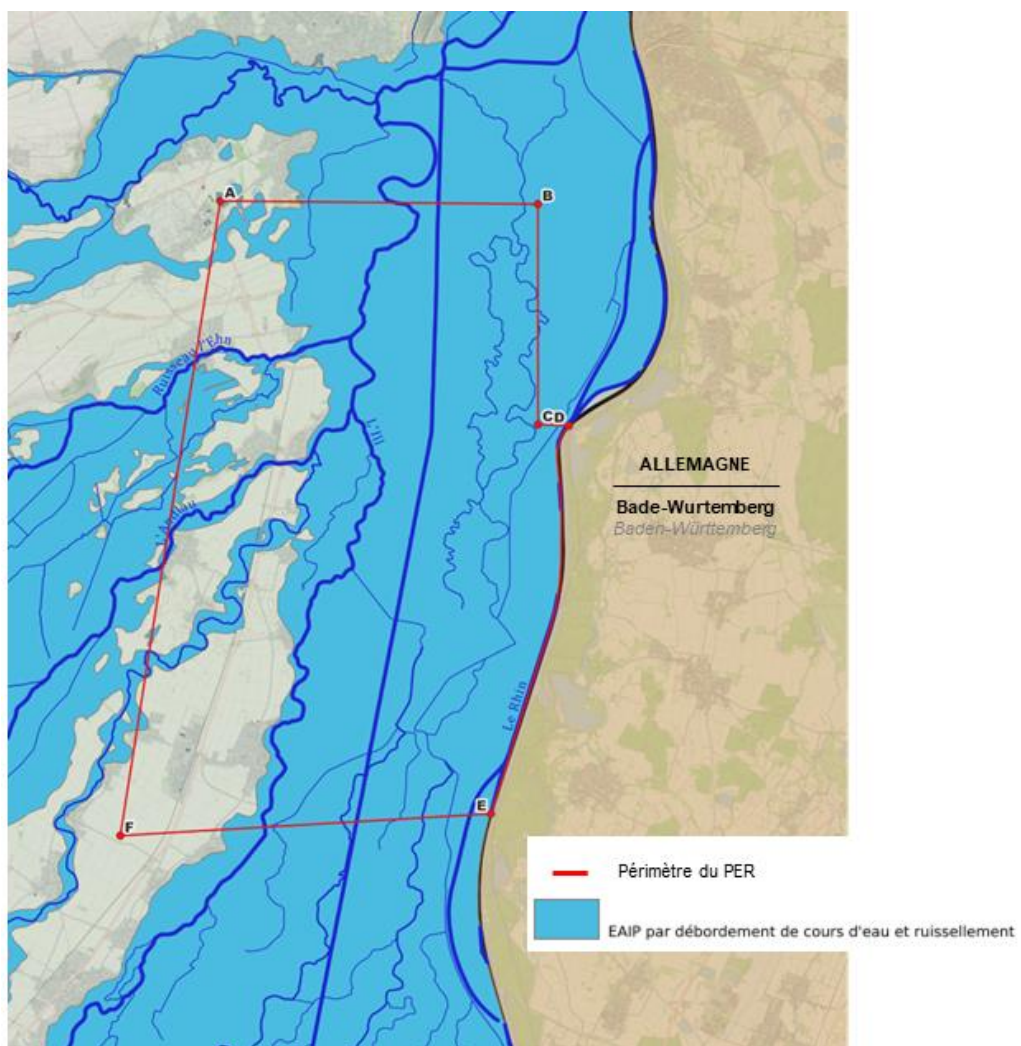 A
B
Ruisseau l'Ehn
L'Ill
C D
ALLEMAGNE
Bade-Wurtemberg
Baden-Württemberg
L'Andlau
Le Rhin
E
F
Périmètre du PER
EAIP par débordement de cours d'eau et ruissellement